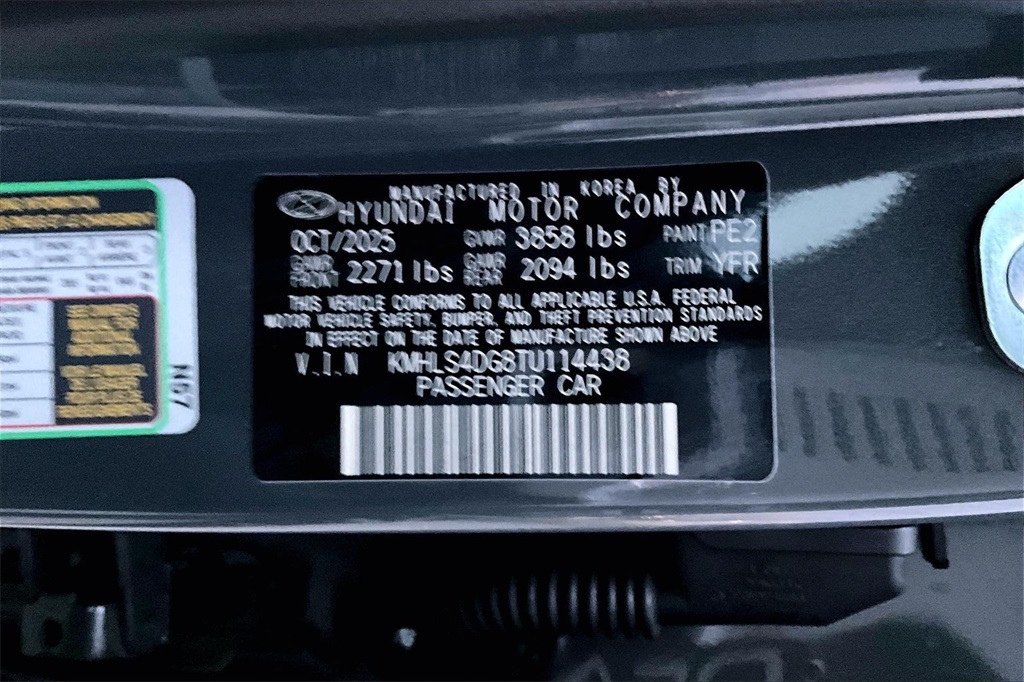 MANUFACTURED IN KOREA BY
HYUNDAI MOTOR COMPANY
OCT/2025 GVWR 3858 lbs PAINT PE2
GAWR FRONT 2271 lbs GAWR REAR 2094 lbs TRIM YFR
THIS VEHICLE CONFORMS TO ALL APPLICABLE U.S.A. FEDERAL
MOTOR VEHICLE SAFETY, BUMPER, AND THEFT PREVENTION STANDARDS
IN EFFECT ON THE DATE OF MANUFACTURE SHOWN ABOVE
V.I.N KMHLS4DG8TU114438
PASSENGER CAR
N57